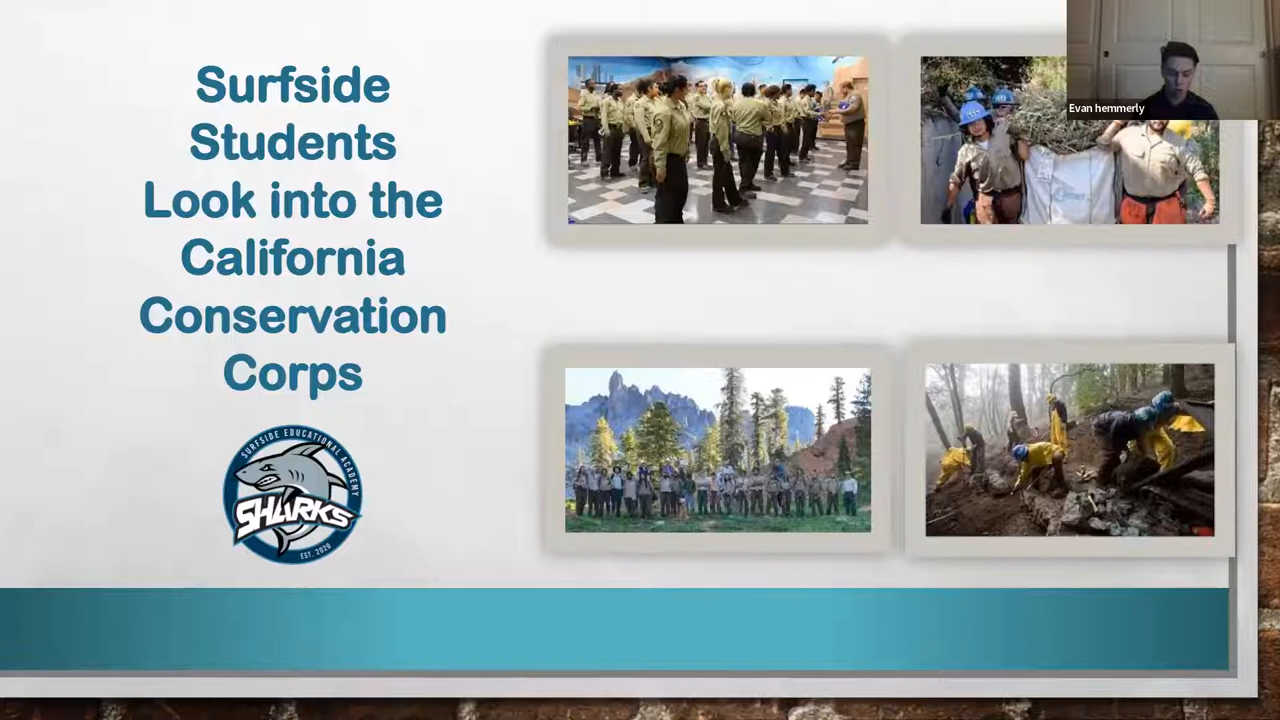 Surfside
Students
Look into the
California
Conservation
Corps
SURFSIDE EDUCATIONAL ACADEMY
SHARKS
EST. 2020
Evan hemmerly